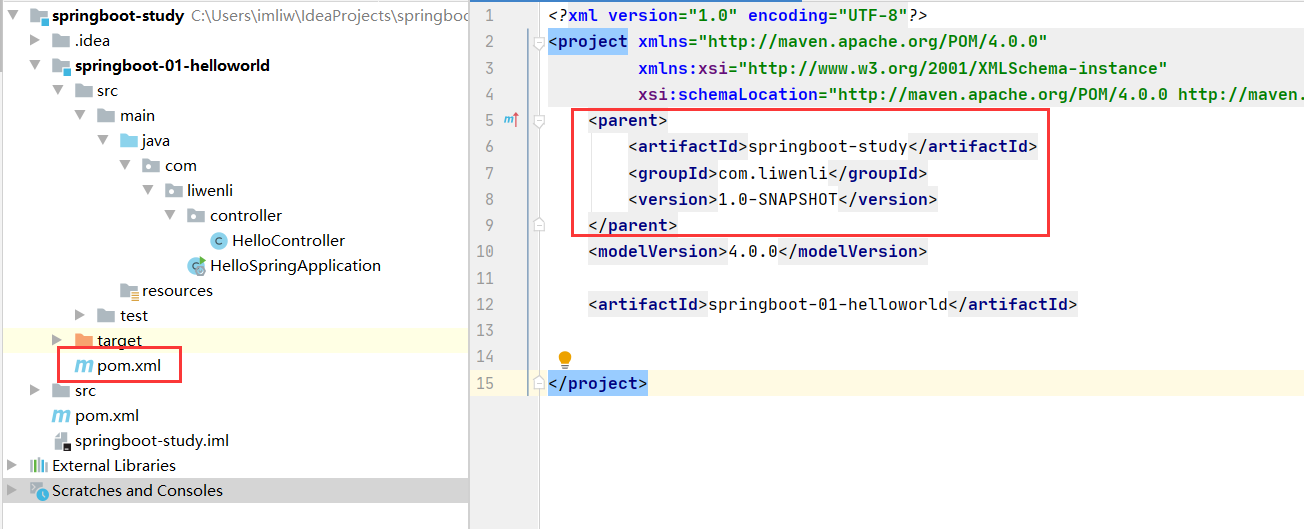 springboot-study C:\Users\imliw\IdeaProjects\springboo
.idea
springboot-01-helloworld
src
main
java
com
liwenli
controller
HelloController
HelloSpringApplication
resources
test
target
pom.xml
src
pom.xml
springboot-study.iml
External Libraries
Scratches and Consoles
1 <?xml version="1.0" encoding="UTF-8"?>
2 <project xmlns="http://maven.apache.org/POM/4.0.0"
3 xmlns:xsi="http://www.w3.org/2001/XMLSchema-instance"
4 xsi:schemaLocation="http://maven.apache.org/POM/4.0.0 http://maven.
5 <parent>
6 <artifactId>springboot-study</artifactId>
7 <groupId>com.liwenli</groupId>
8 <version>1.0-SNAPSHOT</version>
9 </parent>
10 <modelVersion>4.0.0</modelVersion>
11
12 <artifactId>springboot-01-helloworld</artifactId>
13
14
15 </project>